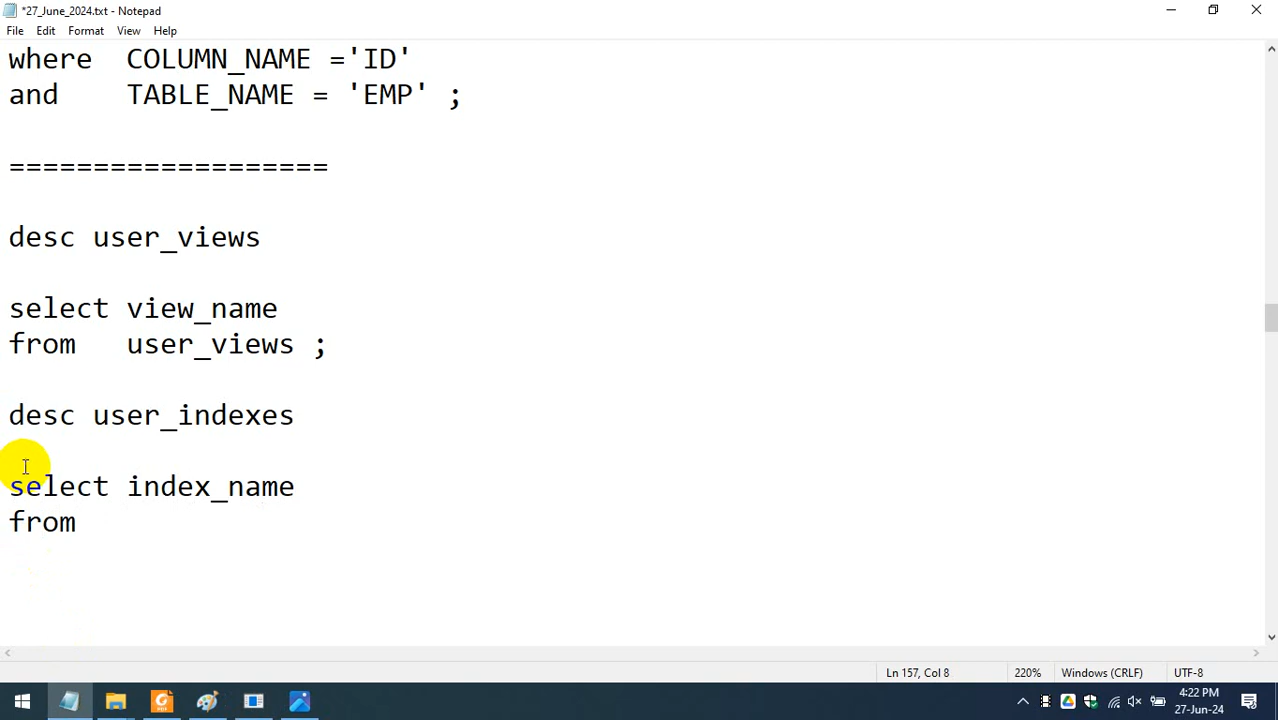 *27_June_2024.txt - Notepad
File Edit Format View Help
where COLUMN_NAME ='ID'
and TABLE_NAME = 'EMP' ;
===================
desc user_views
select view_name
from user_views ;
desc user_indexes
select index_name
from
Ln 157, Col 8 220% Windows (CRLF) UTF-8
PDF
4:22 PM
27-Jun-24